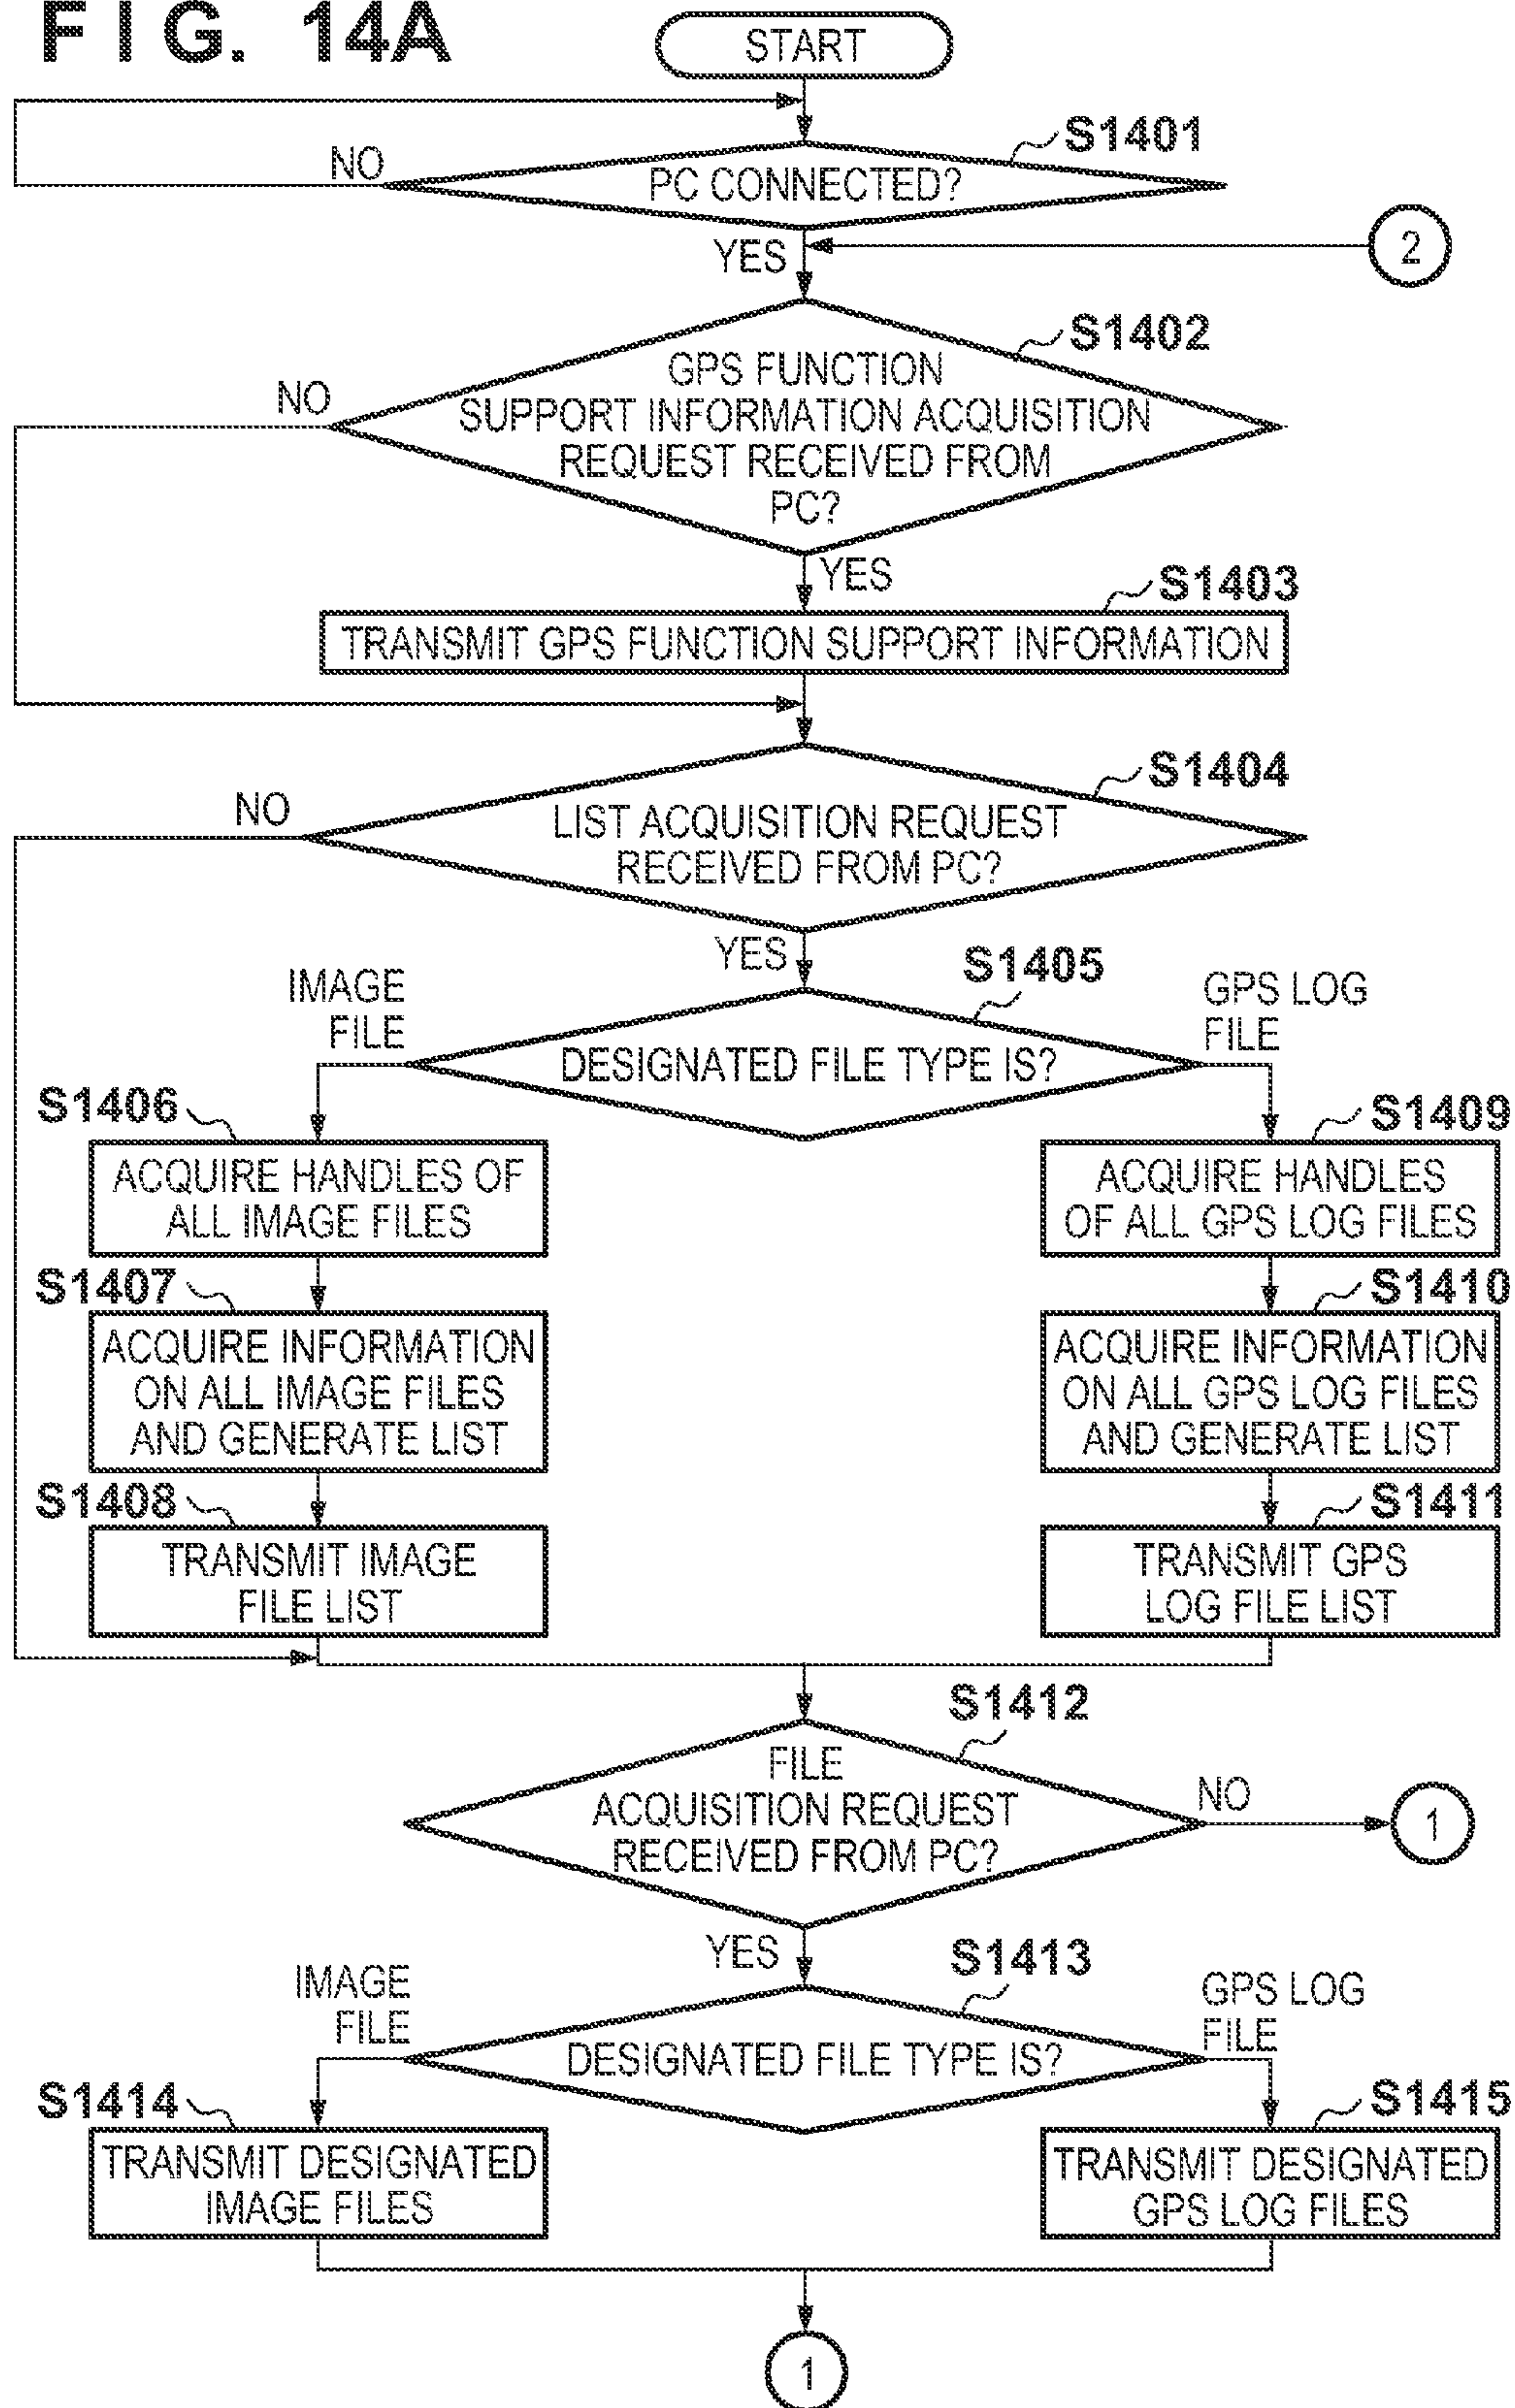 FIG. 14A
START
S1401
NO
PC CONNECTED?
YES
2
S1402
NO
GPS FUNCTION
SUPPORT INFORMATION ACQUISITION
REQUEST RECEIVED FROM
PC?
YES
S1403
TRANSMIT GPS FUNCTION SUPPORT INFORMATION
S1404
NO
LIST ACQUISITION REQUEST
RECEIVED FROM PC?
YES
S1405
IMAGE
FILE
GPS LOG
FILE
DESIGNATED FILE TYPE IS?
S1406
ACQUIRE HANDLES OF
ALL IMAGE FILES
S1409
ACQUIRE HANDLES
OF ALL GPS LOG FILES
S1407
ACQUIRE INFORMATION
ON ALL IMAGE FILES
AND GENERATE LIST
S1410
ACQUIRE INFORMATION
ON ALL GPS LOG FILES
AND GENERATE LIST
S1408
TRANSMIT IMAGE
FILE LIST
S1411
TRANSMIT GPS
LOG FILE LIST
S1412
FILE
ACQUISITION REQUEST
RECEIVED FROM PC?
NO
1
YES
S1413
IMAGE
FILE
GPS LOG
FILE
DESIGNATED FILE TYPE IS?
S1414
TRANSMIT DESIGNATED
IMAGE FILES
S1415
TRANSMIT DESIGNATED
GPS LOG FILES
1